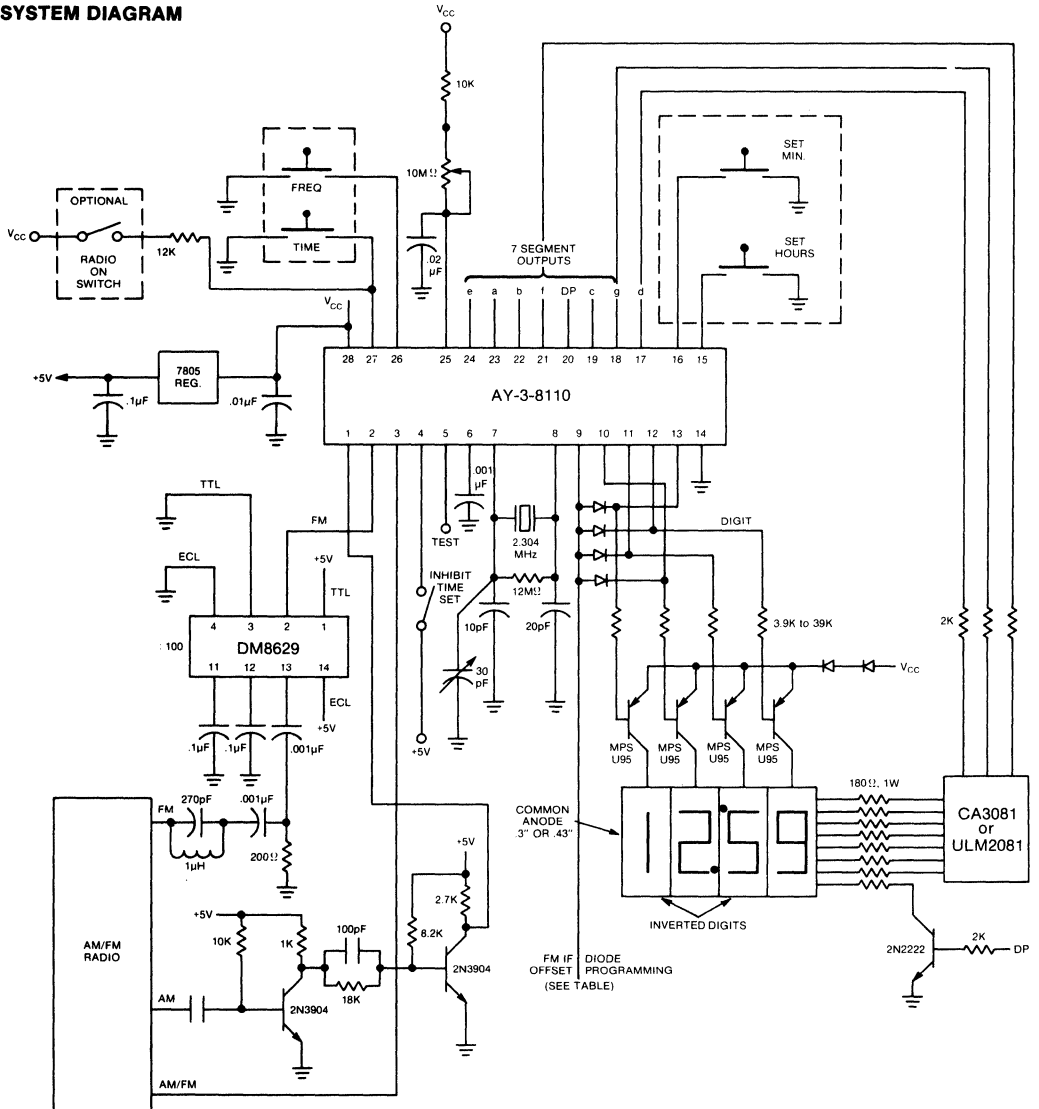 SYSTEM DIAGRAM
VCC
10K
10MΩ
.02
µF
FREQ
TIME
OPTIONAL
RADIO
ON
SWITCH
VCC
12K
VCC
7 SEGMENT
OUTPUTS
e a b f DP c g d
SET
MIN.
SET
HOURS
28 27 26 25 24 23 22 21 20 19 18 17 16 15
AY-3-8110
1 2 3 4 5 6 7 8 9 10 11 12 13 14
+5V
7805
REG.
.1µF
.01µF
TTL
FM
ECL
+5V
TTL
4 3 2 1
: 100
DM8629
11 12 13 14
ECL
+5V
.1µF
.1µF
.001µF
.001
µF
TEST
INHIBIT
TIME
SET
+5V
2.304
MHz
12MΩ
10pF
20pF
30
pF
DIGIT
3.9K to 39K
2K
VCC
MPS
U95
MPS
U95
MPS
U95
MPS
U95
COMMON
ANODE
.3" OR .43"
1 2 5 9
INVERTED DIGITS
180Ω, 1W
CA3081
or
ULM2081
2N2222
2K
DP
FM IF DIODE
OFFSET PROGRAMMING
(SEE TABLE)
AM/FM
RADIO
FM
270pF
.001µF
1µH
200Ω
+5V
10K
1K
AM
2N3904
100pF
18K
+5V
2.7K
8.2K
2N3904
AM/FM